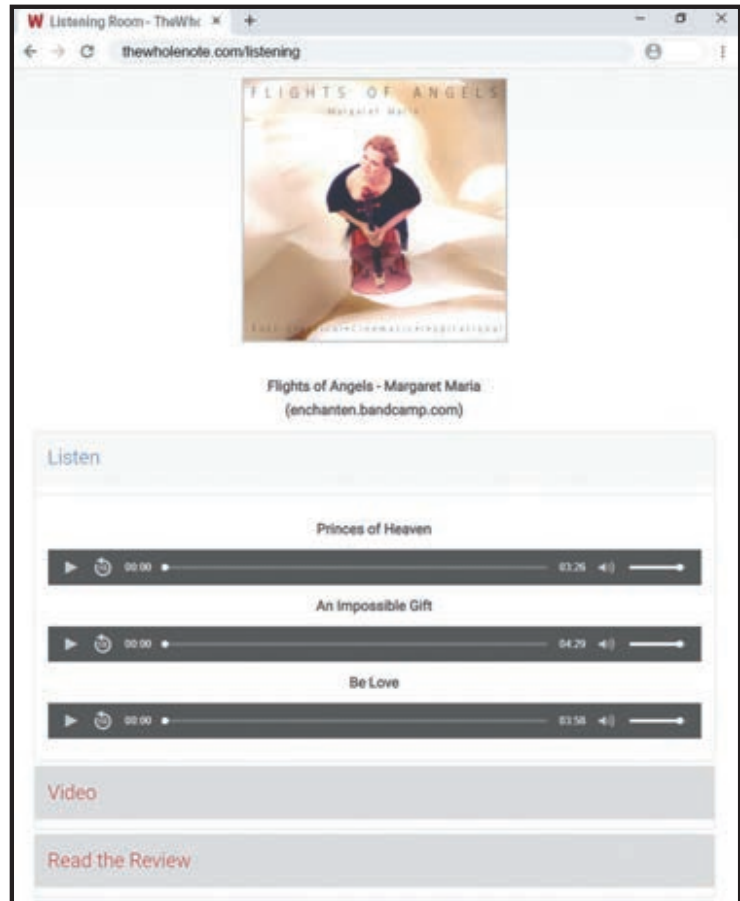 Listening Room - TheWho
thewholenote.com/listening
FLIGHTS OF ANGELS
Margaret Maria
Flights of Angels - Margaret Maria
(enchanten.bandcamp.com)
Listen
Princes of Heaven
00:00 03:26
An Impossible Gift
00:00 04:29
Be Love
00:00 03:58
Video
Read the Review